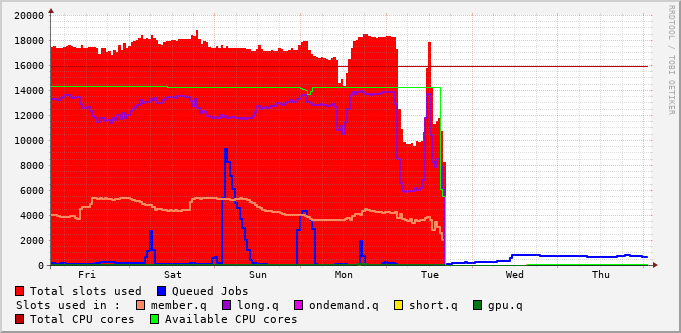 20000
18000
16000
14000
12000
10000
8000
6000
4000
2000
0
Fri Sat Sun Mon Tue Wed Thu
RRDTOOL / TOBI OETIKER
Total slots used Queued Jobs
Slots used in : member.q long.q ondemand.q short.q gpu.q
Total CPU cores Available CPU cores